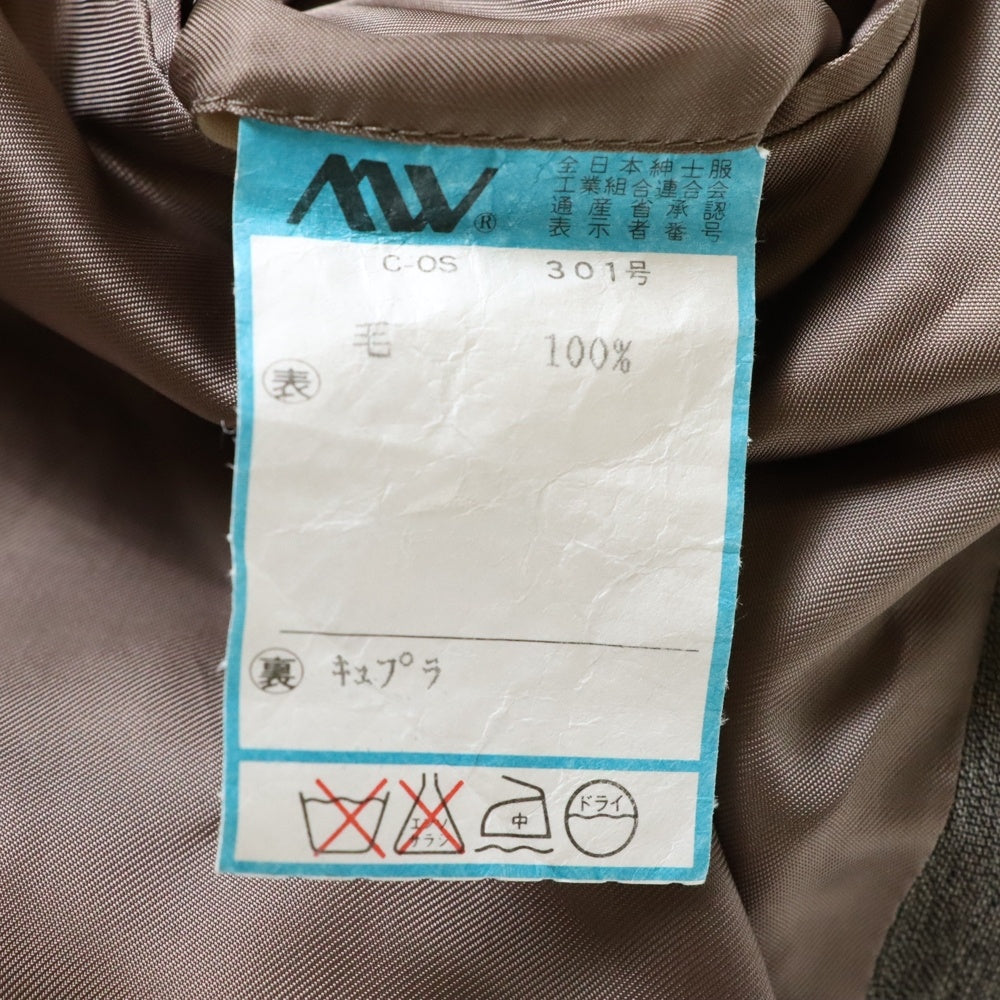 MW®
全日本紳士服
工業組合連合会
通産省承認
表示者番号
C-OS 301号
毛 100%
表
裏 キュプラ
エンソ
サラシ
中
ドライ